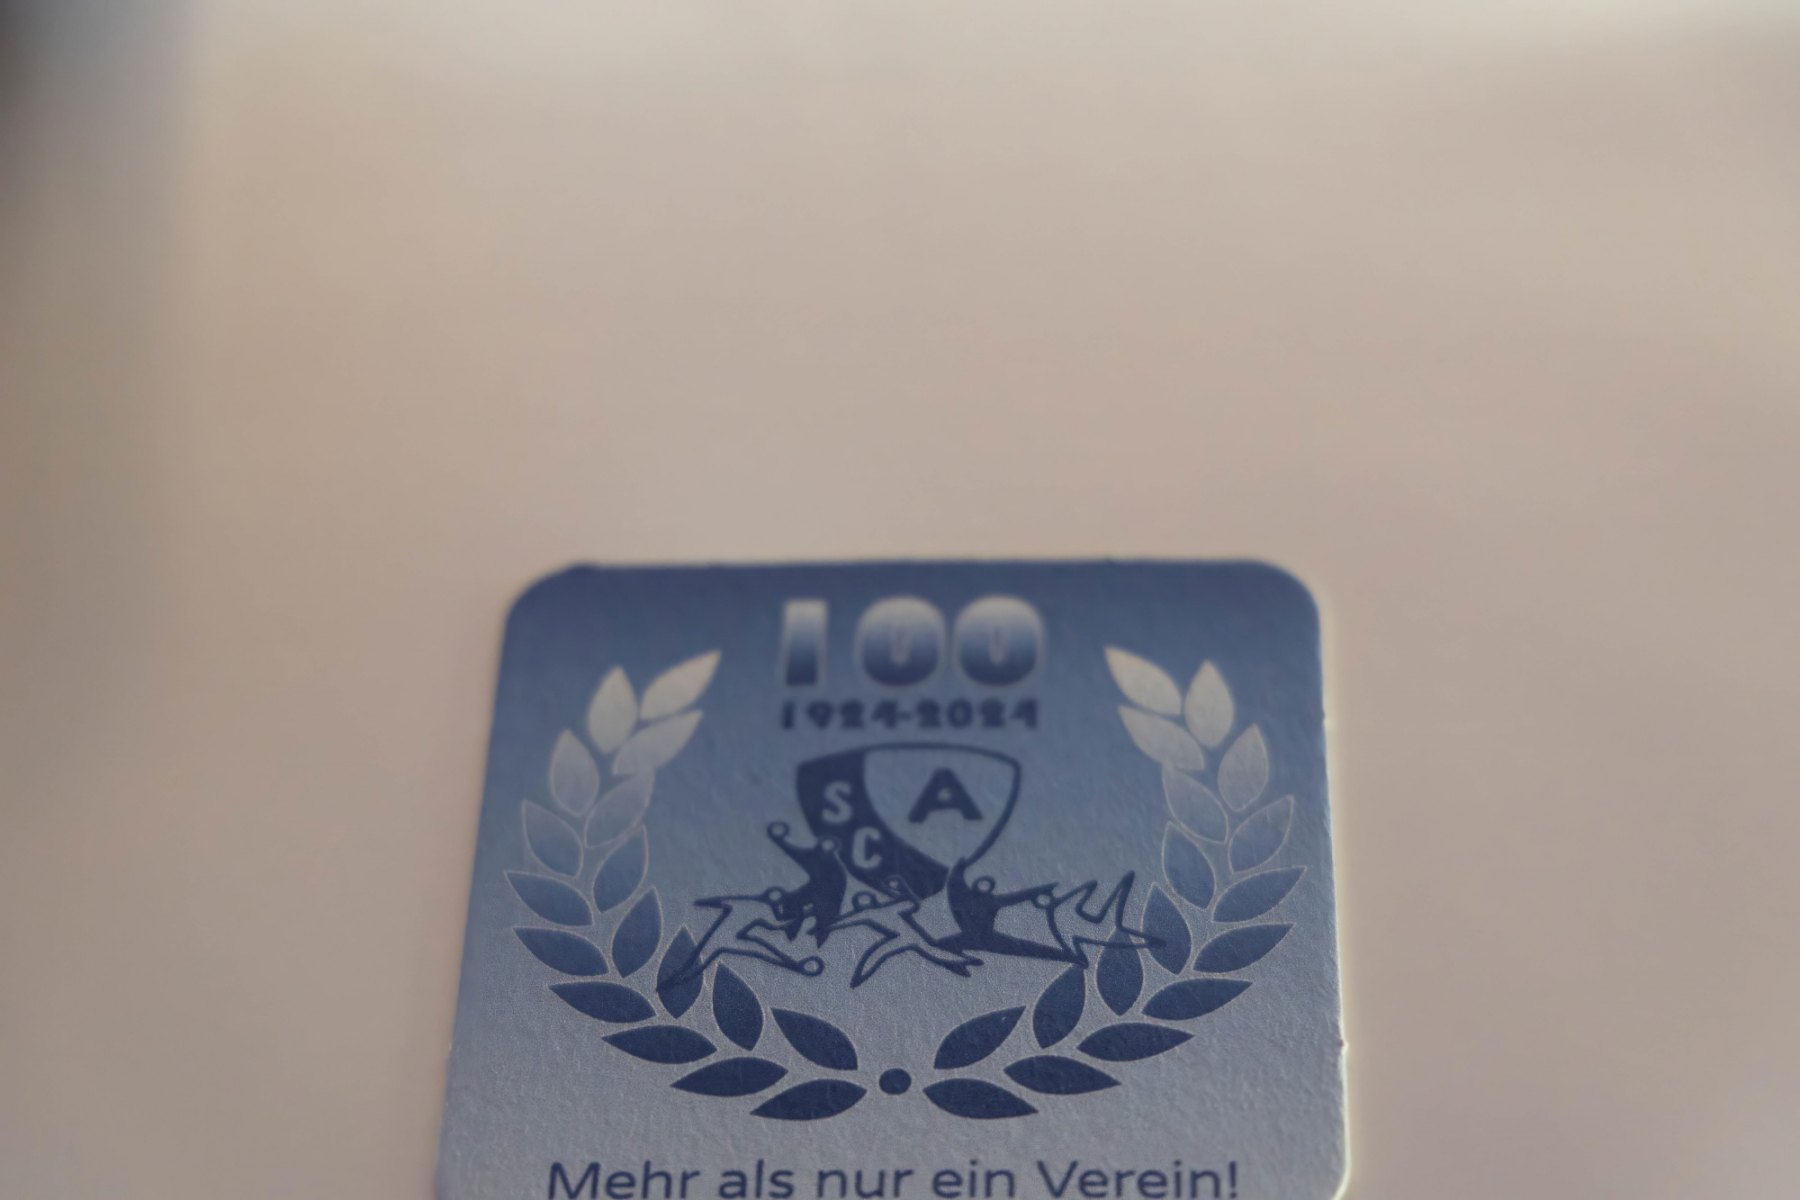 100
1924-2024
S A
C
Mehr als nur ein Verein!